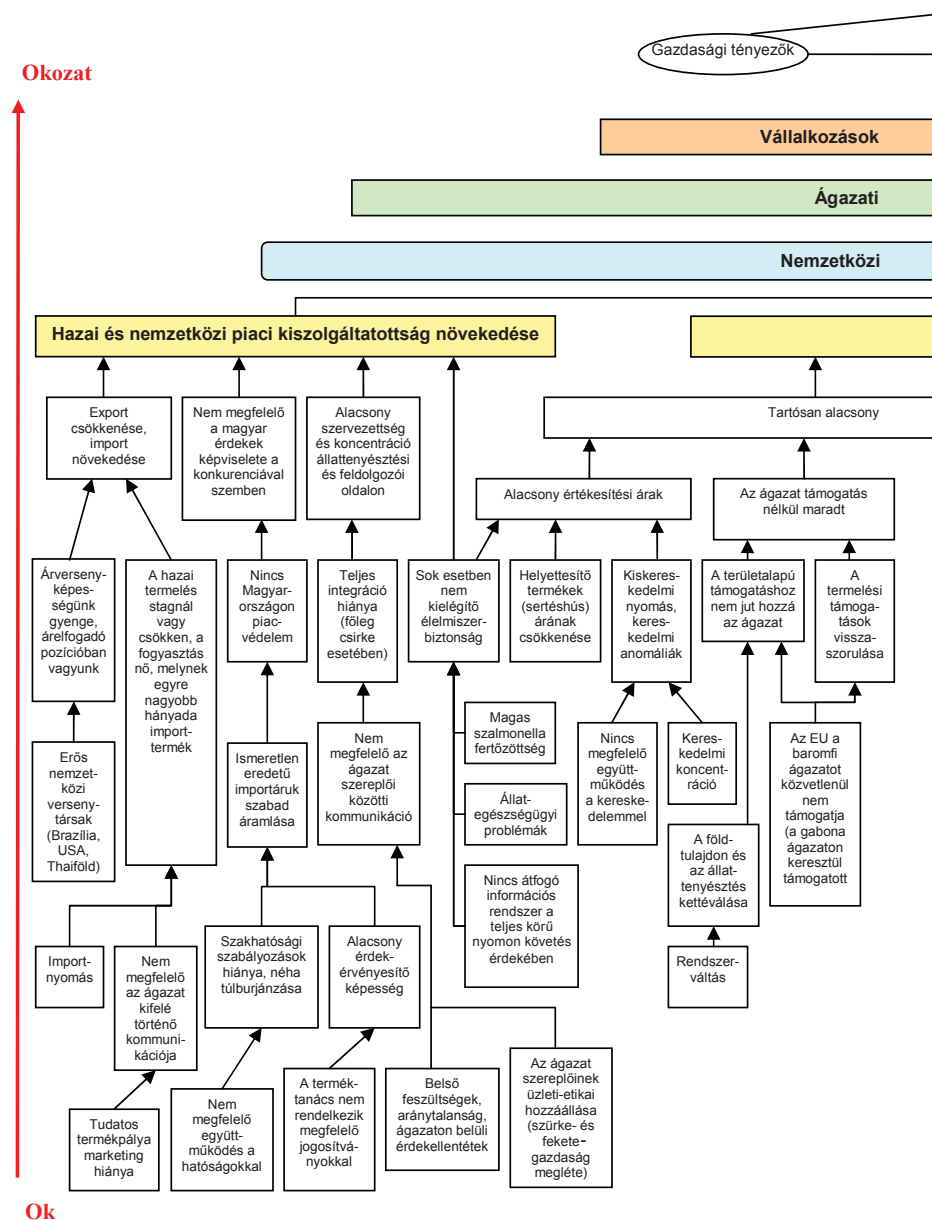 Gazdasági tényezők
Okozat
Vállalkozások
Ágazati
Nemzetközi
Hazai és nemzetközi piaci kiszolgáltatottság növekedése
Export
csökkenése,
import
növekedése
Nem megfelelő
a magyar
érdekek
képviselete a
konkurenciával
szemben
Alacsony
szervezettség
és koncentráció
állattenyésztési
és feldolgozói
oldalon
Tartósan alacsony
Alacsony értékesítési árak
Az ágazat támogatás
nélkül maradt
Árverseny-
képes-
ségünk
gyenge,
árelfogadó
pozícióban
vagyunk
A hazai
termelés
stagnál
vagy
csökken, a
fogyasztás
nő, melynek
egyre
nagyobb
hányada
import-
termék
Nincs
Magyar-
országon
piac-
védelem
Teljes
integráció
hiánya
(főleg
csirke
esetében)
Sok esetben
nem
kielégítő
élelmiszer-
biztonság
Helyettesítő
termékek
(sertéshús)
árának
csökkenése
Kiskeres-
kedelmi
nyomás,
keres-
kedelmi
anomáliák
A területalapú
támogatáshoz
nem jut hozzá
az ágazat
A
termelési
támoga-
tások
vissza-
szorulása
Erős
nemzet-
közi
verseny-
társak
(Brazília,
USA,
Thaiföld)
Ismeretlen
eredetű
importáruk
szabad
áramlása
Nem
megfelelő az
ágazat
szereplői
közötti
kommunikáció
Magas
szalmonella
fertőzöttség
Állat-
egészségügyi
problémák
Nincs átfogó
információs
rendszer a
teljes körű
nyomon követés
érdekében
Nincs
megfelelő
együtt-
működés
a keres-
kedelemmel
Keres-
kedelmi
koncent-
ráció
A föld-
tulajdon és
az állat-
tenyésztés
kettéválása
Az EU a
baromfi
ágazatot
közvetlenül
nem
támogatja
(a gabona
ágazaton
keresztül
támogatott
Import-
nyomás
Nem
megfelelő
az ágazat
kifelé
történő
kommuni-
kációja
Szakhatósági
szabályozások
hiánya, néha
túlburjánzása
Alacsony
érdek-
érvényesítő
képesség
Rendszer-
váltás
Tudatos
termékpálya
marketing
hiánya
Nem
megfelelő
együtt-
működés a
hatóságokkal
A termék-
tanács nem
rendelkezik
megfelelő
jogosítvá-
nyokkal
Belső
feszültségek,
aránytalanság,
ágazaton belüli
érdekellentétek
Az ágazat
szereplőinek
üzleti-etikai
hozzáállása
(szürke- és
fekete-
gazdaság
megléte)
Ok